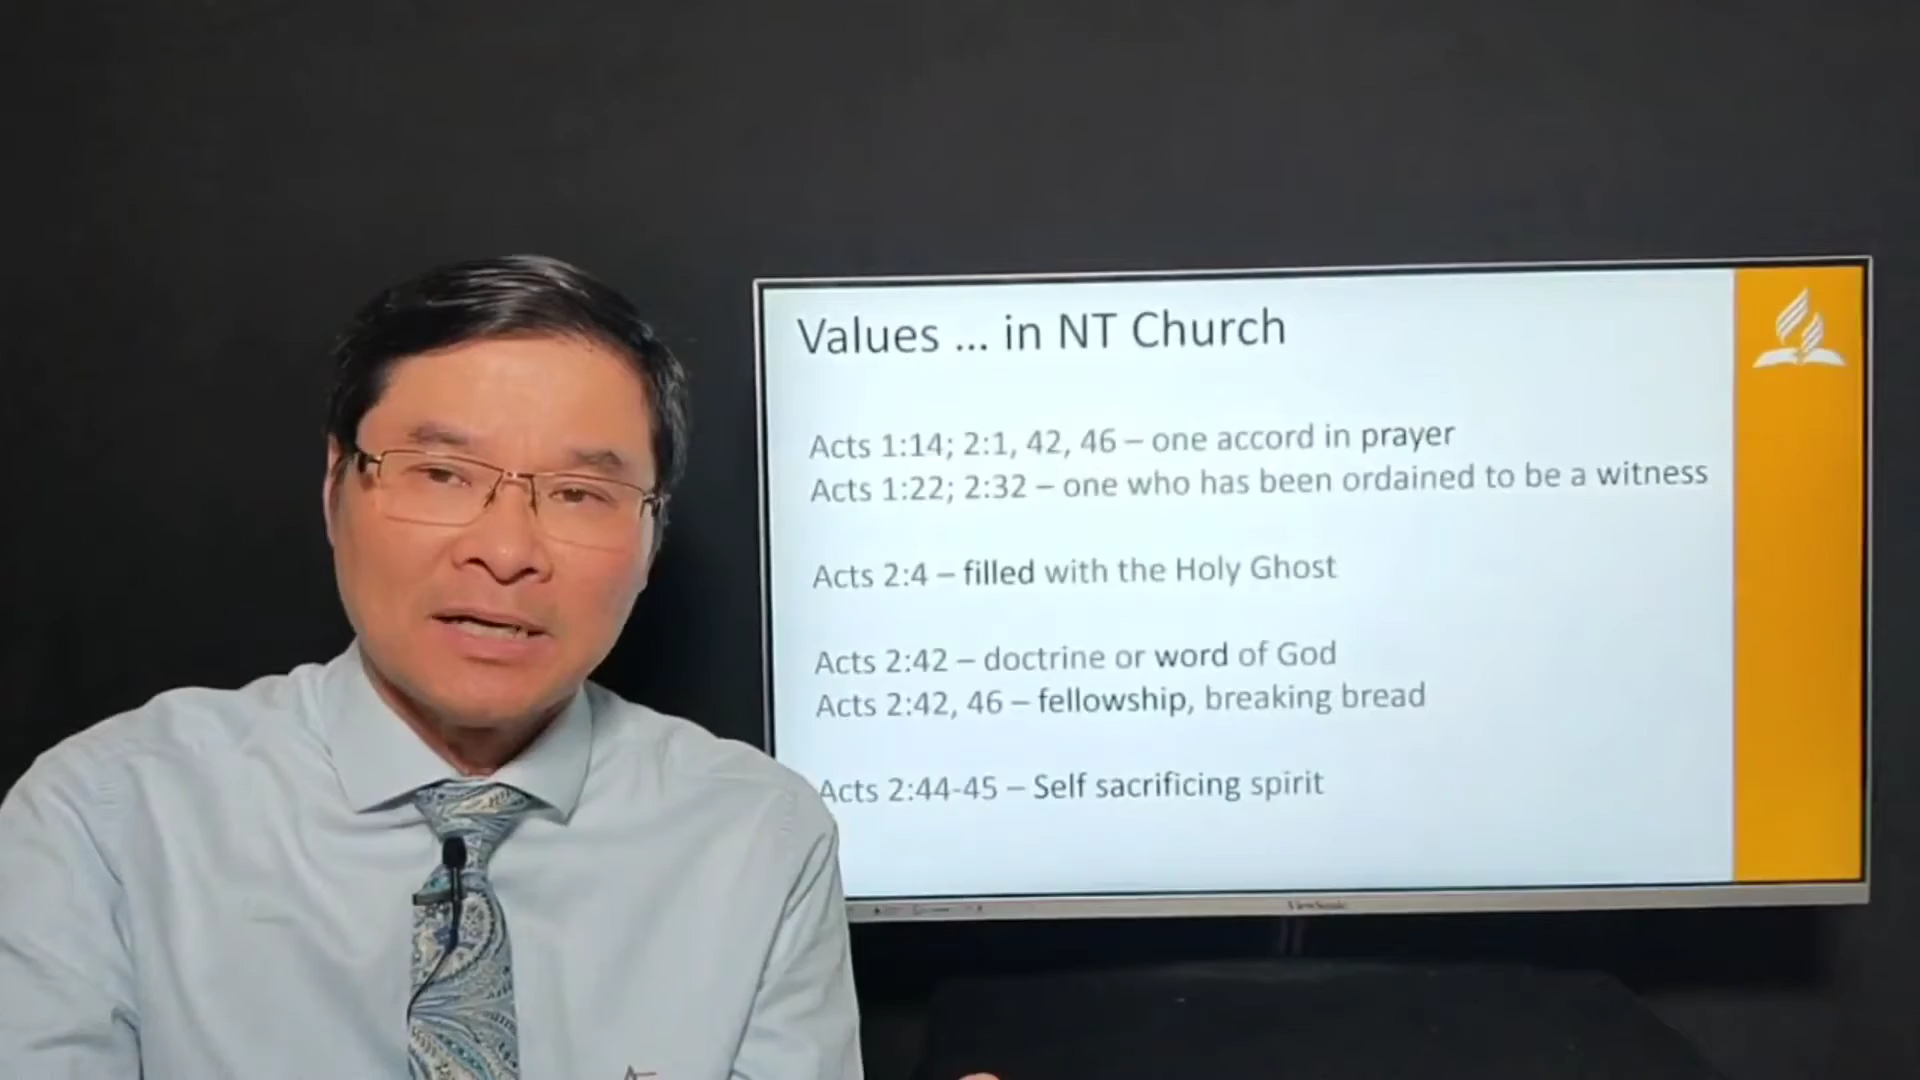 Values ... in NT Church
Acts 1:14; 2:1, 42, 46 – one accord in prayer
Acts 1:22; 2:32 – one who has been ordained to be a witness
Acts 2:4 – filled with the Holy Ghost
Acts 2:42 – doctrine or word of God
Acts 2:42, 46 – fellowship, breaking bread
Acts 2:44-45 – Self sacrificing spirit
ViewSonic